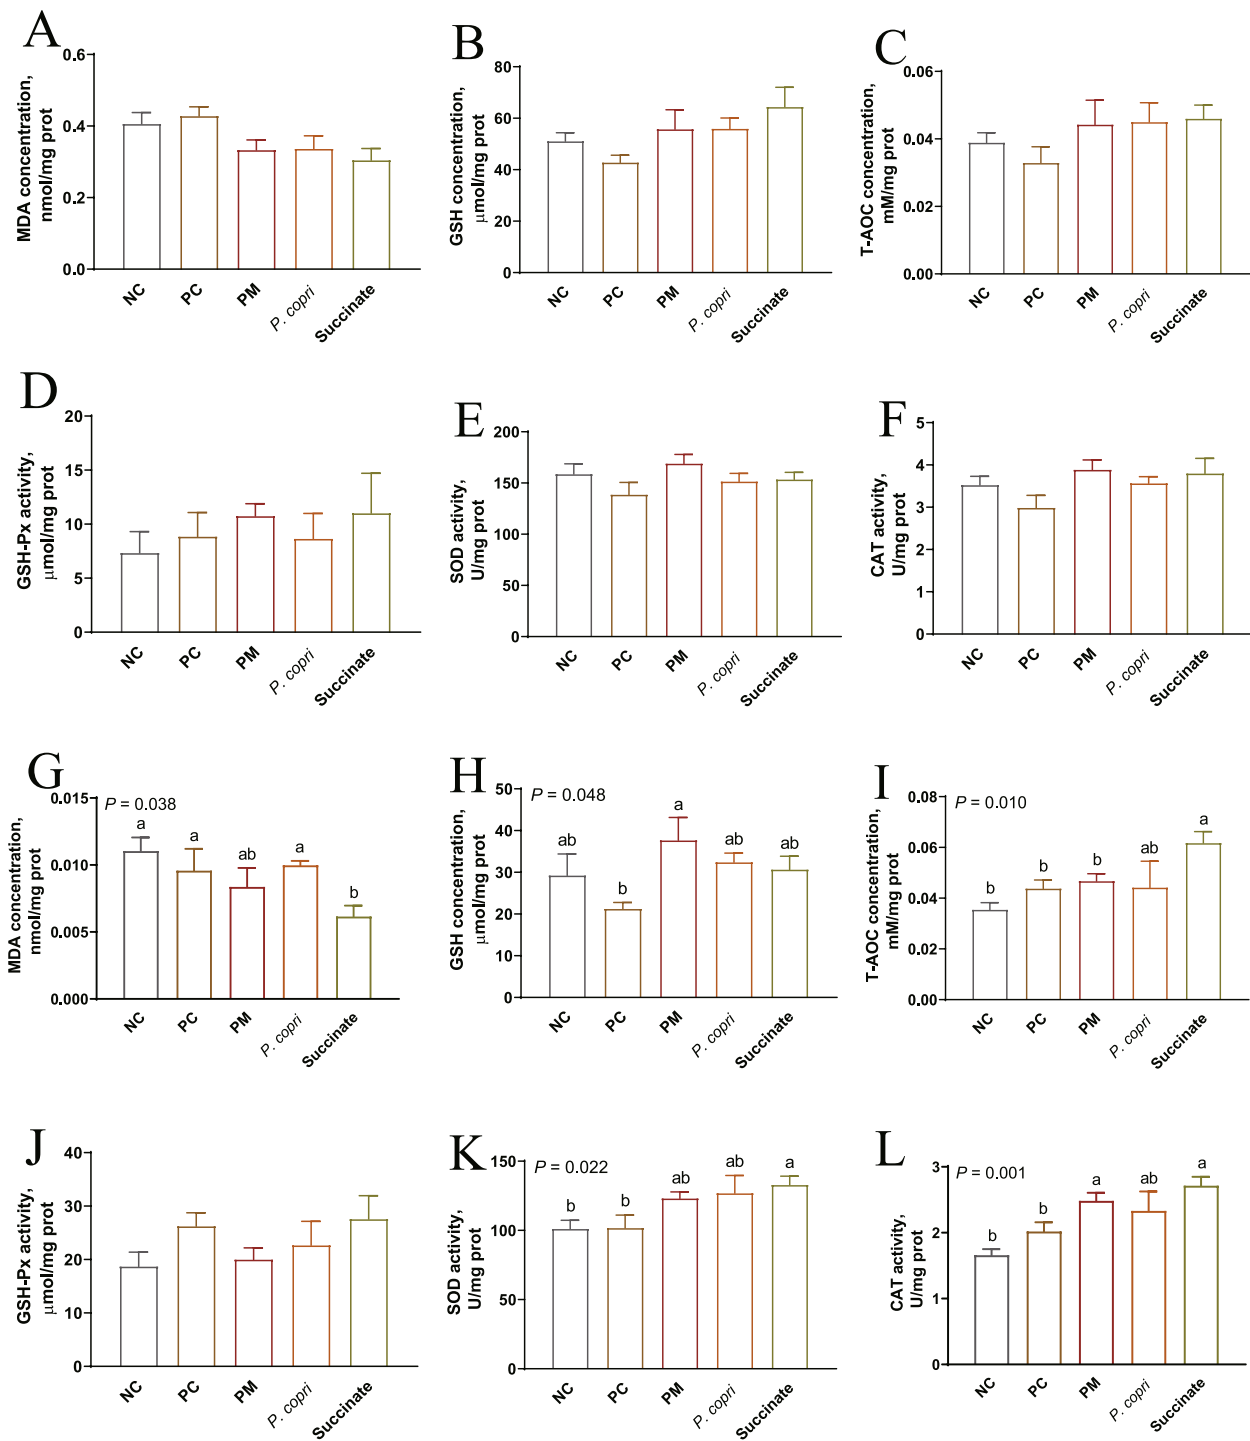 A
MDA concentration,
nmol/mg prot
0.6
0.4
0.2
0.0
NC
PC
PM
P. copri
Succinate
B
GSH concentration,
μmol/mg prot
80
60
40
20
0
NC
PC
PM
P. copri
Succinate
C
T-AOC concentration,
mM/mg prot
0.06
0.04
0.02
0.00
NC
PC
PM
P. copri
Succinate
D
GSH-Px activity,
μmol/mg prot
20
15
10
5
0
NC
PC
PM
P. copri
Succinate
E
SOD activity,
U/mg prot
200
150
100
50
0
NC
PC
PM
P. copri
Succinate
F
CAT activity,
U/mg prot
5
4
3
2
1
0
NC
PC
PM
P. copri
Succinate
G
MDA concentration,
nmol/mg prot
0.015
0.010
0.005
0.000
P = 0.038
a
a
ab
a
b
NC
PC
PM
P. copri
Succinate
H
GSH concentration,
μmol/mg prot
50
40
30
20
10
0
P = 0.048
ab
b
a
ab
ab
NC
PC
PM
P. copri
Succinate
I
T-AOC concentration,
mM/mg prot
0.08
0.06
0.04
0.02
0.00
P = 0.010
b
b
b
ab
a
NC
PC
PM
P. copri
Succinate
J
GSH-Px activity,
μmol/mg prot
40
30
20
10
0
NC
PC
PM
P. copri
Succinate
K
SOD activity,
U/mg prot
150
100
50
0
P = 0.022
b
b
ab
ab
a
NC
PC
PM
P. copri
Succinate
L
CAT activity,
U/mg prot
3
2
1
0
P = 0.001
b
b
a
ab
a
NC
PC
PM
P. copri
Succinate